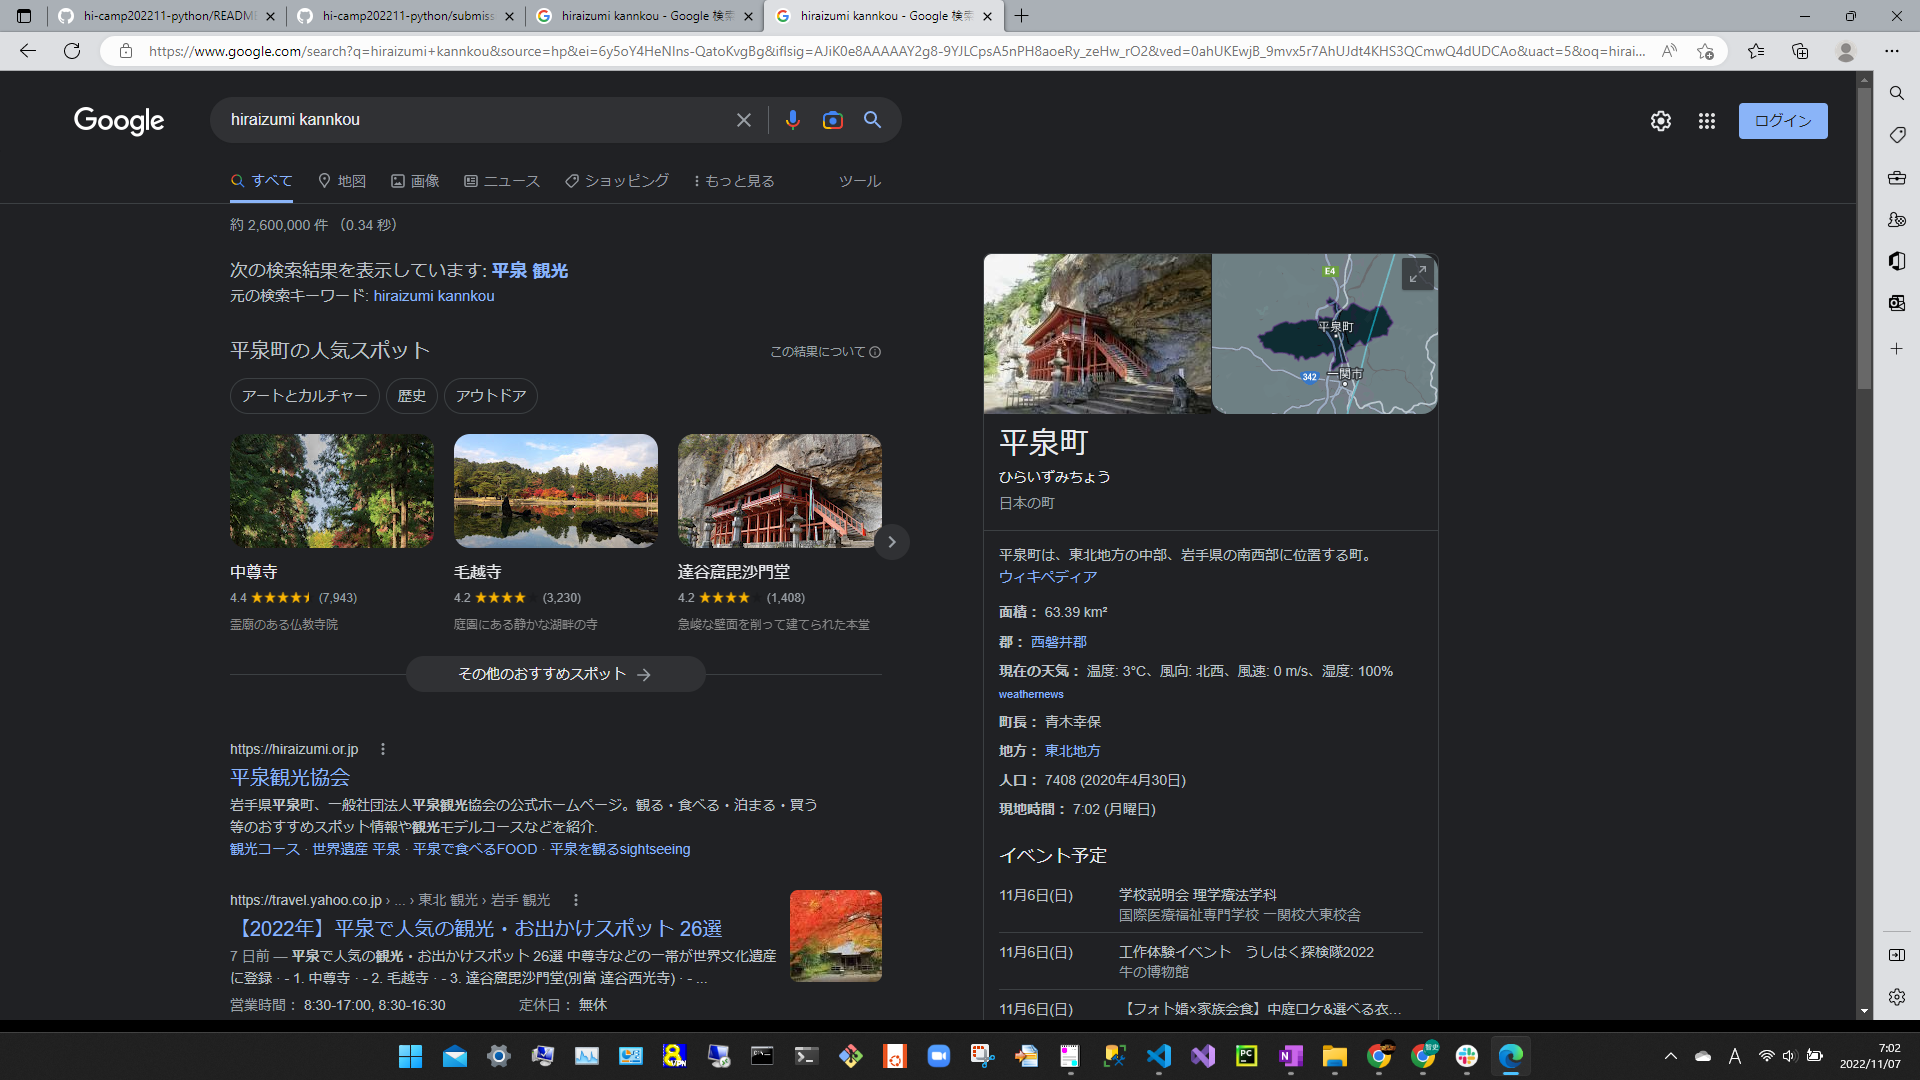 hi-camp202211-python/README
hi-camp202211-python/submiss
hiraizumi kannkou - Google 検索
hiraizumi kannkou - Google 検索
https://www.google.com/search?q=hiraizumi+kannkou&source=hp&ei=6y5oY4HeNIns-QatoKvgBg&iflsig=AJiK0e8AAAAAY2g8-9YJLCpsA5nPH8aoeRy_zeHw_rO2&ved=0ahUKEwjB_9mvx5r7AhUJdt4KHS3QCmwQ4dUDCAo&uact=5&oq=hirai...
Google
hiraizumi kannkou
ログイン
すべて
地図
画像
ニュース
ショッピング
もっと見る
ツール
約 2,600,000 件 （0.34 秒）
次の検索結果を表示しています: 平泉 観光
元の検索キーワード: hiraizumi kannkou
平泉町の人気スポット
この結果について
アートとカルチャー
歴史
アウトドア
中尊寺
4.4 ★★★★★ (7,943)
霊廟のある仏教寺院
毛越寺
4.2 ★★★★ (3,230)
庭園にある静かな湖畔の寺
達谷窟毘沙門堂
4.2 ★★★★ (1,408)
急峻な壁面を削って建てられた本堂
その他のおすすめスポット →
https://hiraizumi.or.jp
平泉観光協会
岩手県平泉町、一般社団法人平泉観光協会の公式ホームページ。観る・食べる・泊まる・買う
等のおすすめスポット情報や観光モデルコースなどを紹介.
観光コース · 世界遺産 平泉 · 平泉で食べるFOOD · 平泉を観るsightseeing
https://travel.yahoo.co.jp › ... › 東北 観光 › 岩手 観光
【2022年】平泉で人気の観光・お出かけスポット 26選
7 日前 — 平泉で人気の観光・お出かけスポット 26選 中尊寺などの一帯が世界文化遺産
に登録 · - 1. 中尊寺 · - 2. 毛越寺 · - 3. 達谷窟毘沙門堂(別當 達谷西光寺) · - ...
営業時間： 8:30-17:00, 8:30-16:30
定休日： 無休
E4
平泉町
342
一関市
平泉町
ひらいずみちょう
日本の町
平泉町は、東北地方の中部、岩手県の南西部に位置する町。
ウィキペディア
面積： 63.39 km²
郡： 西磐井郡
現在の天気： 温度: 3°C、風向: 北西、風速: 0 m/s、湿度: 100%
weathernews
町長： 青木幸保
地方： 東北地方
人口： 7408 (2020年4月30日)
現地時間： 7:02 (月曜日)
イベント予定
11月6日(日)
学校説明会 理学療法学科
国際医療福祉専門学校 一関校大東校舎
11月6日(日)
工作体験イベント　うしはく探検隊2022
牛の博物館
11月6日(日)
【フォト婚×家族会食】中庭ロケ&選べる衣...
A
7:02
2022/11/07